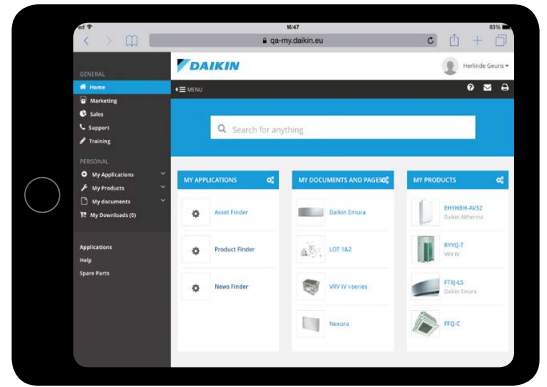 16:47
83%
qa-my.daikin.eu
DAIKIN
Herlinde Geuns
MENU
GENERAL
Home
Marketing
Sales
Support
Training
PERSONAL
My Applications
My Products
My documents
My Downloads (0)
Applications
Help
Spare Parts
Search for anything
MY APPLICATIONS
Asset Finder
Product Finder
News Finder
MY DOCUMENTS AND PAGES
Daikin Emura
LOT 1&2
VRV IV i-series
Nexura
MY PRODUCTS
EHYHBH-AV32
Daikin Altherma
RYYQ-T
VRV IV
FTXJ-LS
Daikin Emura
FFQ-C